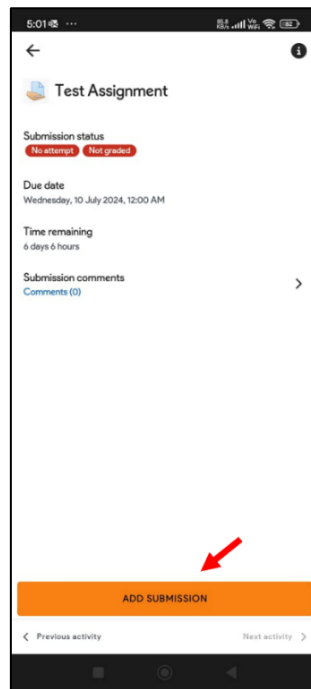 5:01
Test Assignment
Submission status
No attempt Not graded
Due date
Wednesday, 10 July 2024, 12:00 AM
Time remaining
6 days 6 hours
Submission comments
Comments (0)
ADD SUBMISSION
Previous activity Next activity